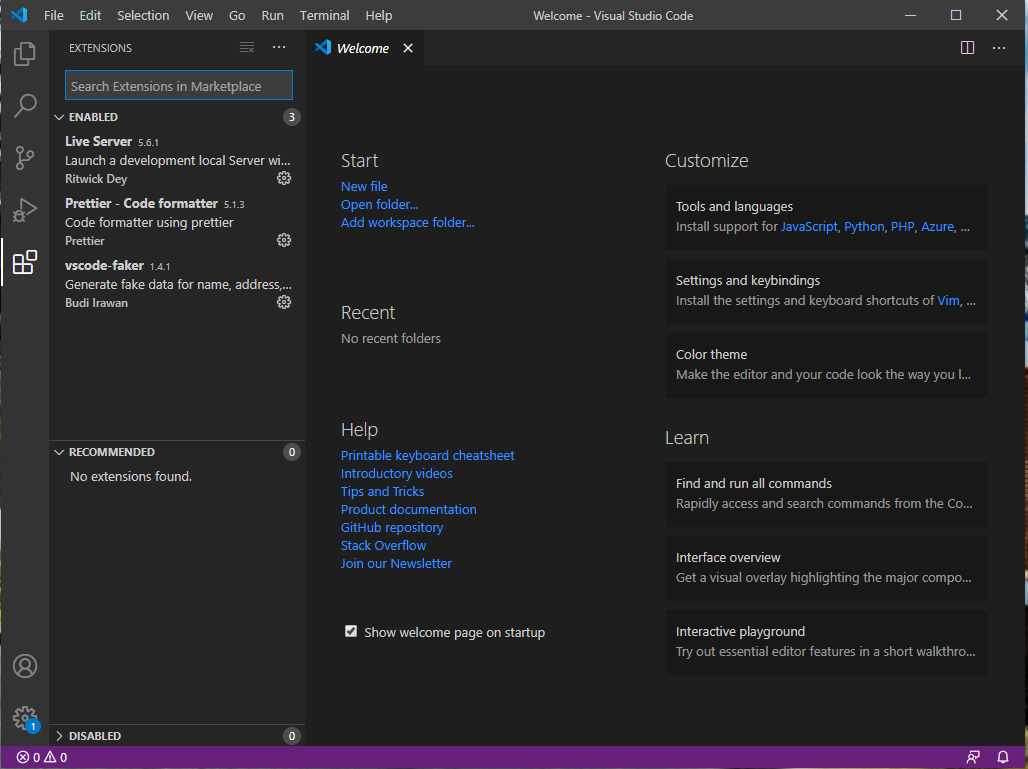 File Edit Selection View Go Run Terminal Help
Welcome - Visual Studio Code
EXTENSIONS
Search Extensions in Marketplace
ENABLED 3
Live Server 5.6.1
Launch a development local Server wi...
Ritwick Dey
Prettier - Code formatter 5.1.3
Code formatter using prettier
Prettier
vscode-faker 1.4.1
Generate fake data for name, address,...
Budi Irawan
RECOMMENDED 0
No extensions found.
1
DISABLED 0
Welcome
Start
New file
Open folder...
Add workspace folder...
Recent
No recent folders
Help
Printable keyboard cheatsheet
Introductory videos
Tips and Tricks
Product documentation
GitHub repository
Stack Overflow
Join our Newsletter
Show welcome page on startup
Customize
Tools and languages
Install support for JavaScript, Python, PHP, Azure, ...
Settings and keybindings
Install the settings and keyboard shortcuts of Vim, ...
Color theme
Make the editor and your code look the way you l...
Learn
Find and run all commands
Rapidly access and search commands from the Co...
Interface overview
Get a visual overlay highlighting the major compo...
Interactive playground
Try out essential editor features in a short walkthro...
0 0